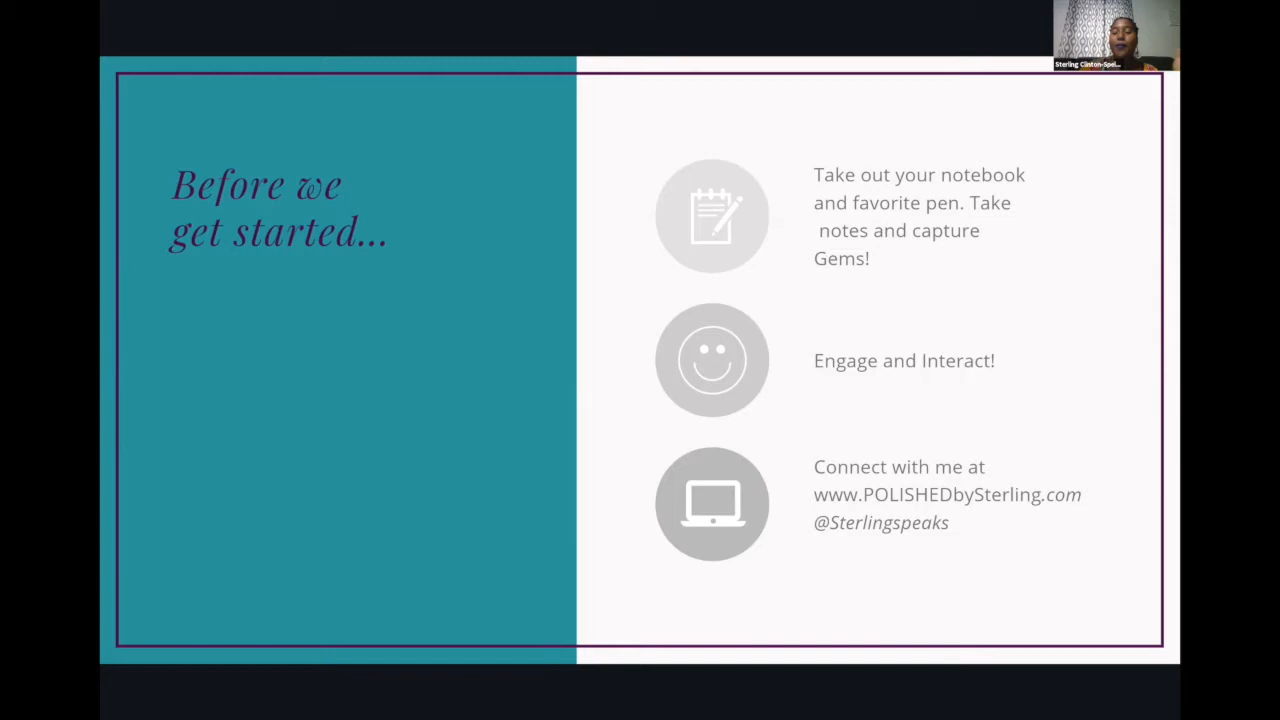 Sterling Clinton-Spel...
Before we
get started...
Take out your notebook
and favorite pen. Take
notes and capture
Gems!
Engage and Interact!
Connect with me at
www.POLISHEDbySterling.com
@Sterlingspeaks